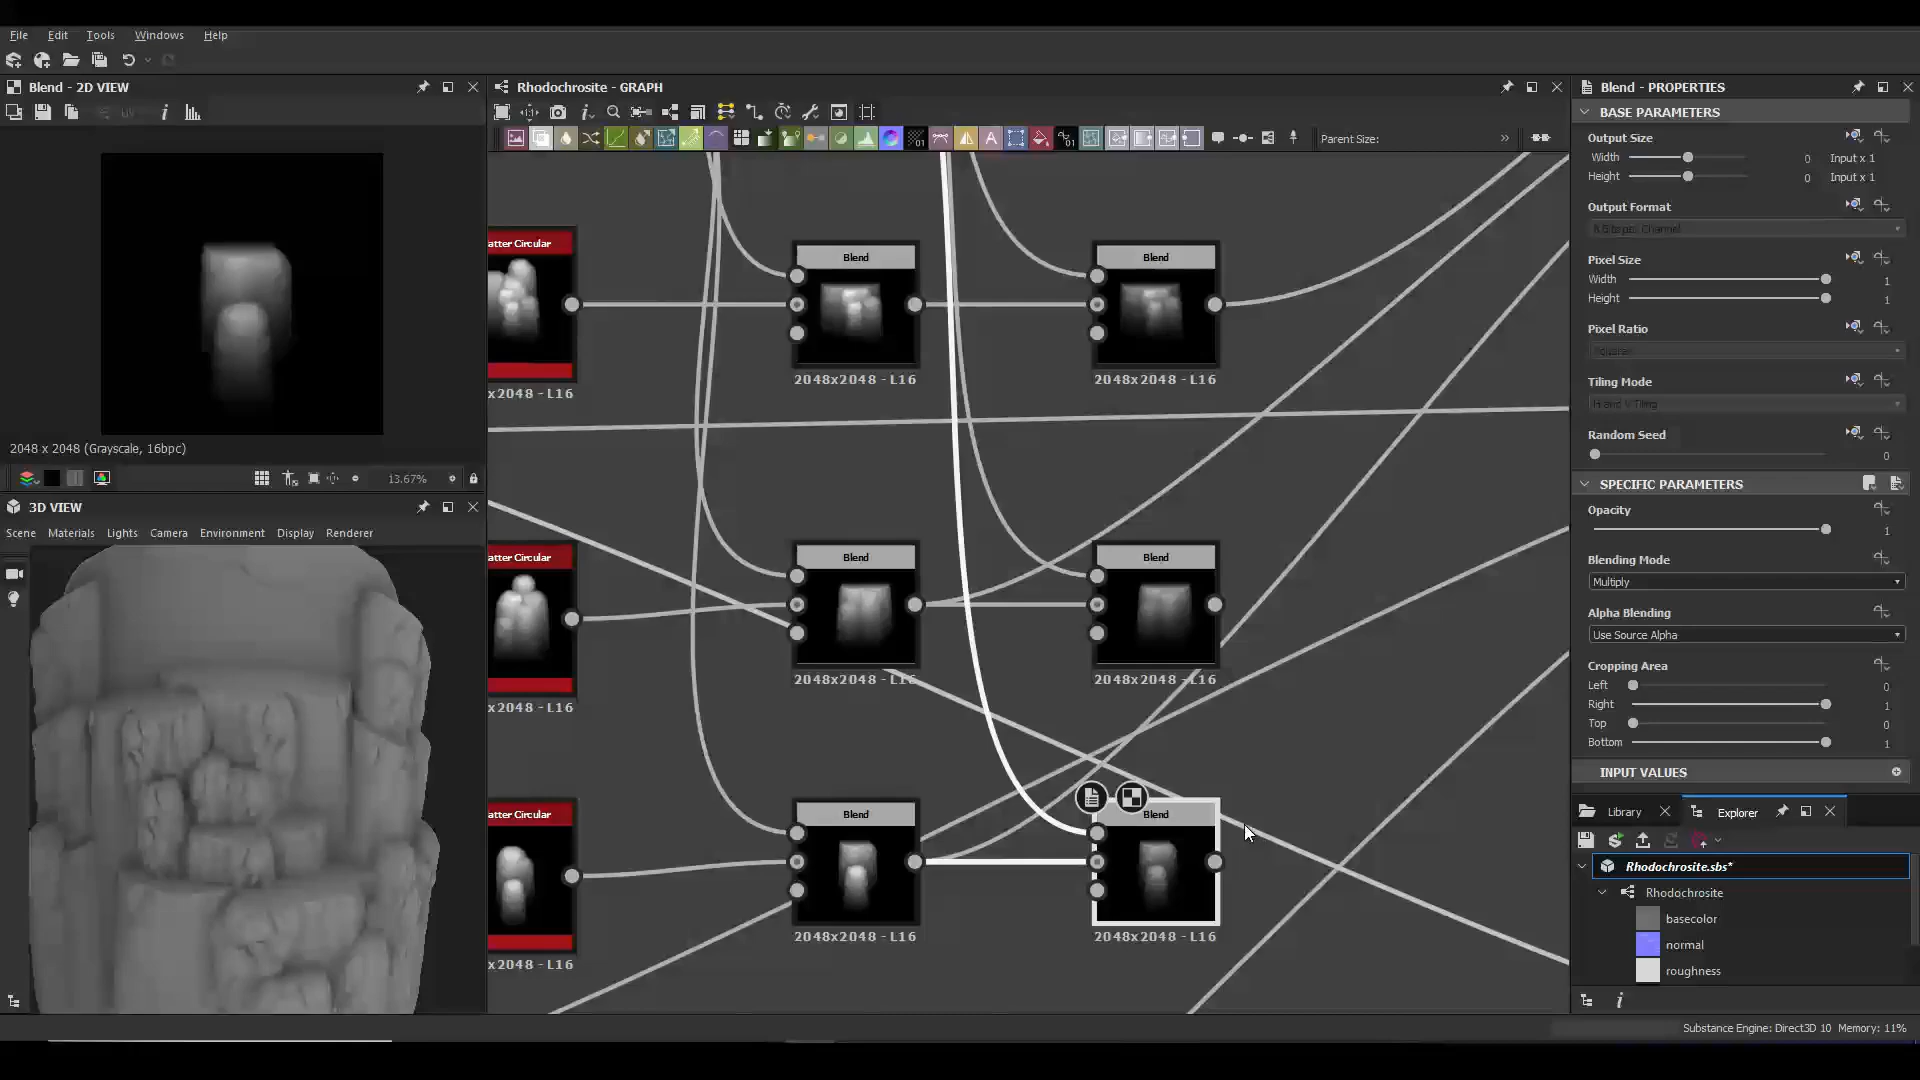 File Edit Tools Windows Help
Blend - 2D VIEW
2048 x 2048 (Grayscale, 16bpc)
13.67%
3D VIEW
Scene Materials Lights Camera Environment Display Renderer
Rhodochrosite - GRAPH
Parent Size:
atter Circular
Blend
Blend
2048x2048 - L16
2048x2048 - L16
x2048 - L16
atter Circular
Blend
Blend
2048x2048 - L16
2048x2048 - L16
x2048 - L16
atter Circular
Blend
Blend
2048x2048 - L16
2048x2048 - L16
x2048 - L16
Blend - PROPERTIES
BASE PARAMETERS
Output Size
Width 0 Input x 1
Height 0 Input x 1
Output Format
Pixel Size
Width 1
Height 1
Pixel Ratio
Tiling Mode
H and V Tiling
Random Seed
0
SPECIFIC PARAMETERS
Opacity
1
Blending Mode
Multiply
Alpha Blending
Use Source Alpha
Cropping Area
Left 0
Right 1
Top 0
Bottom 1
INPUT VALUES
Library Explorer
Rhodochrosite.sbs*
Rhodochrosite
basecolor
normal
roughness
Substance Engine: Direct3D 10 Memory: 11%